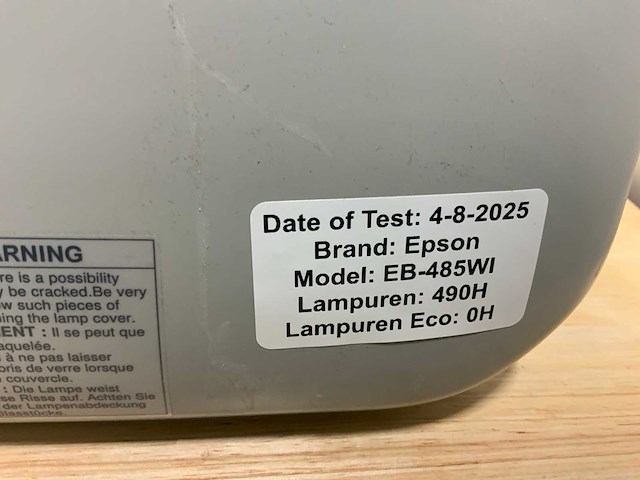 Date of Test: 4-8-2025
Brand: Epson
Model: EB-485WI
Lampuren: 490H
Lampuren Eco: 0H
ARNING
re is a possibility
y be cracked.Be very
w such pieces of
ing the lamp cover.
ENT : Il se peut que
aquelée.
à ne pas laisser
oris de verre lorsque
couvercle.
: Die Lampe weist
se Risse auf. Achten Sie
der Lampenabdeckung